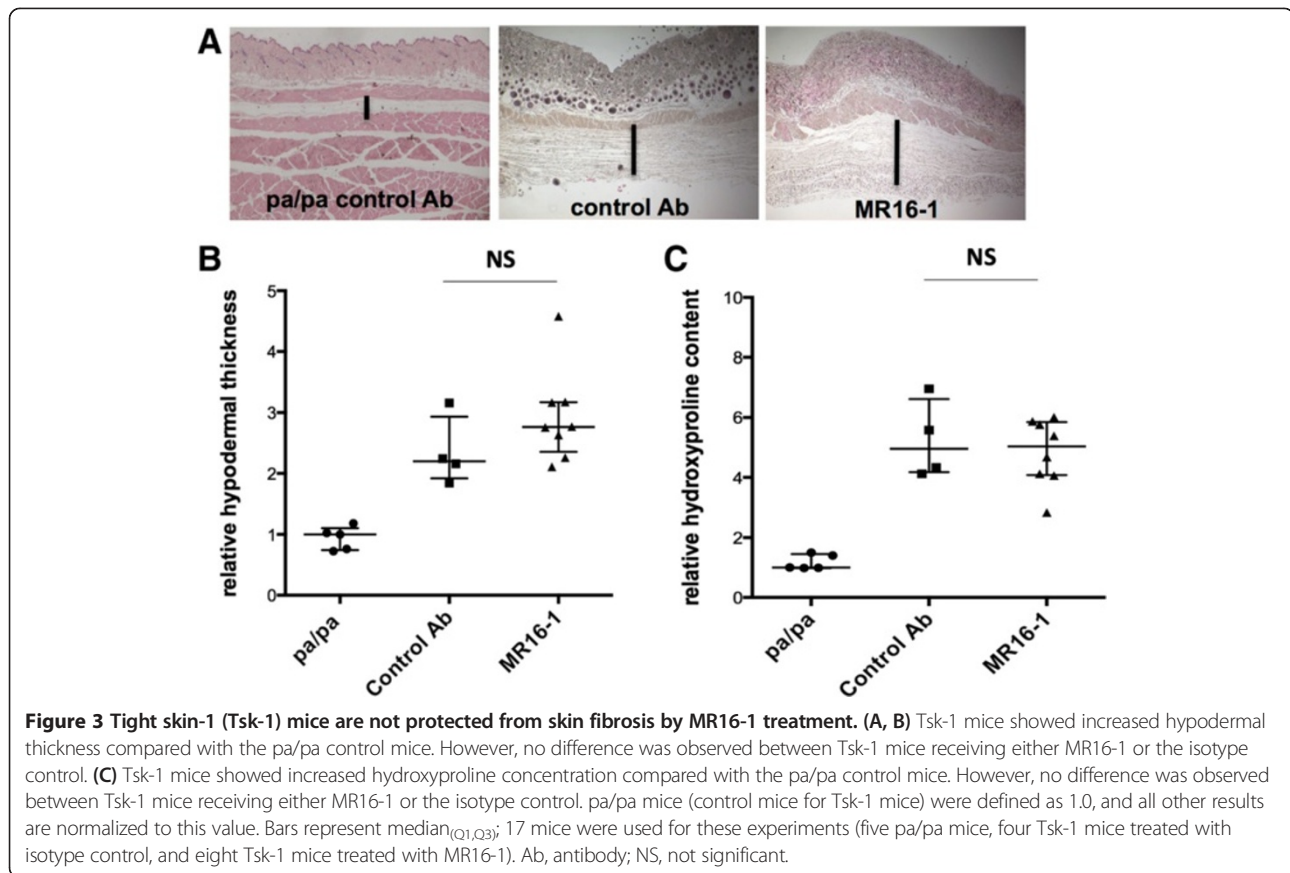 A
pa/pa control Ab
control Ab
MR16-1
B
NS
relative hypodermal thickness
5
4
3
2
1
0
pa/pa
Control Ab
MR16-1
C
NS
relative hydroxyproline content
10
8
6
4
2
0
pa/pa
Control Ab
MR16-1
Figure 3 Tight skin-1 (Tsk-1) mice are not protected from skin fibrosis by MR16-1 treatment. (A, B) Tsk-1 mice showed increased hypodermal
thickness compared with the pa/pa control mice. However, no difference was observed between Tsk-1 mice receiving either MR16-1 or the isotype
control. (C) Tsk-1 mice showed increased hydroxyproline concentration compared with the pa/pa control mice. However, no difference was observed
between Tsk-1 mice receiving either MR16-1 or the isotype control. pa/pa mice (control mice for Tsk-1 mice) were defined as 1.0, and all other results
are normalized to this value. Bars represent median(Q1,Q3); 17 mice were used for these experiments (five pa/pa mice, four Tsk-1 mice treated with
isotype control, and eight Tsk-1 mice treated with MR16-1). Ab, antibody; NS, not significant.